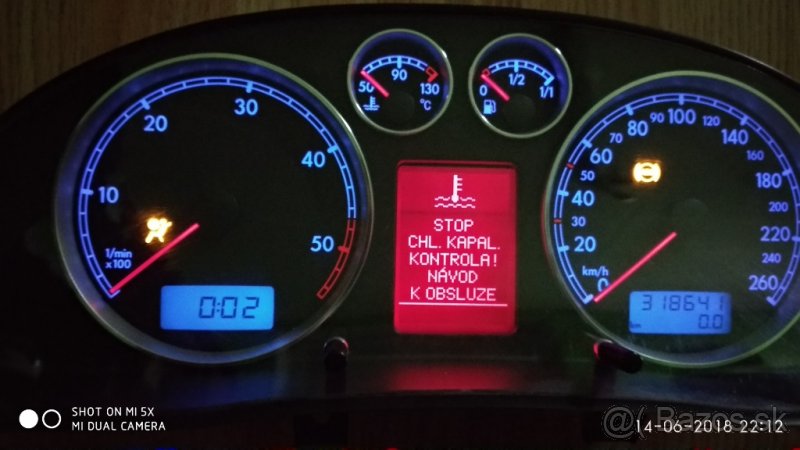 50 90 130
°C
0 1/2 1/1
10 20 30 40 50
1/min
x100
0:02
STOP
CHL. KAPAL.
KONTROLA!
NÁVOD
K OBSLUZE
0 20 30 40 50 60 70 80 90 100 120 140 160 180 200 220 240 260
km/h
318641
km 0.0
SHOT ON MI 5X
MI DUAL CAMERA
@( Bazos.sk
14-06-2018 22:12